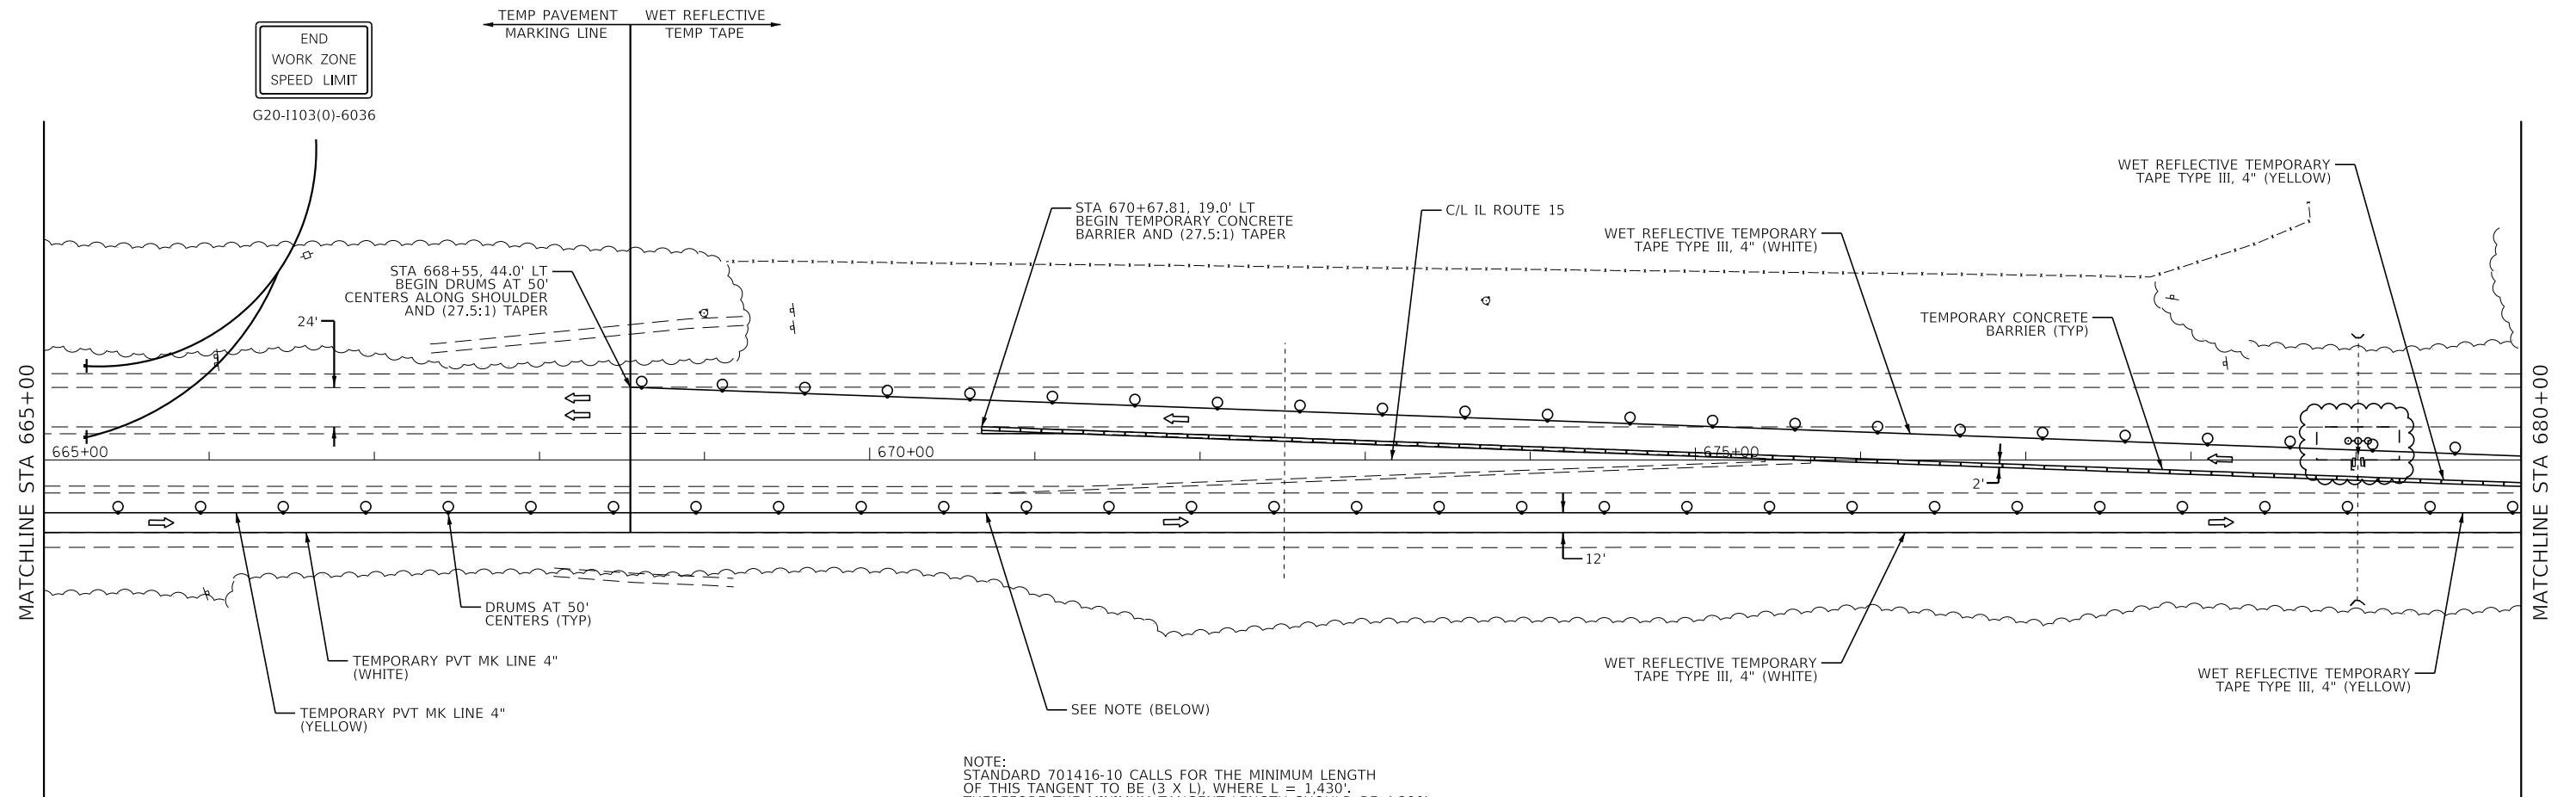 TEMP PAVEMENT
MARKING LINE
WET REFLECTIVE
TEMP TAPE
END
WORK ZONE
SPEED LIMIT
G20-I103(0)-6036
WET REFLECTIVE TEMPORARY
TAPE TYPE III, 4" (YELLOW)
STA 670+67.81, 19.0' LT
BEGIN TEMPORARY CONCRETE
BARRIER AND (27.5:1) TAPER
C/L IL ROUTE 15
WET REFLECTIVE TEMPORARY
TAPE TYPE III, 4" (WHITE)
STA 668+55, 44.0' LT
BEGIN DRUMS AT 50'
CENTERS ALONG SHOULDER
AND (27.5:1) TAPER
24'
TEMPORARY CONCRETE
BARRIER (TYP)
MATCHLINE STA 665+00
665+00
670+00
675+00
2'
MATCHLINE STA 680+00
12'
DRUMS AT 50'
CENTERS (TYP)
TEMPORARY PVT MK LINE 4"
(WHITE)
WET REFLECTIVE TEMPORARY
TAPE TYPE III, 4" (WHITE)
WET REFLECTIVE TEMPORARY
TAPE TYPE III, 4" (YELLOW)
TEMPORARY PVT MK LINE 4"
(YELLOW)
SEE NOTE (BELOW)
NOTE:
STANDARD 701416-10 CALLS FOR THE MINIMUM LENGTH
OF THIS TANGENT TO BE (3 X L), WHERE L = 1,430'.